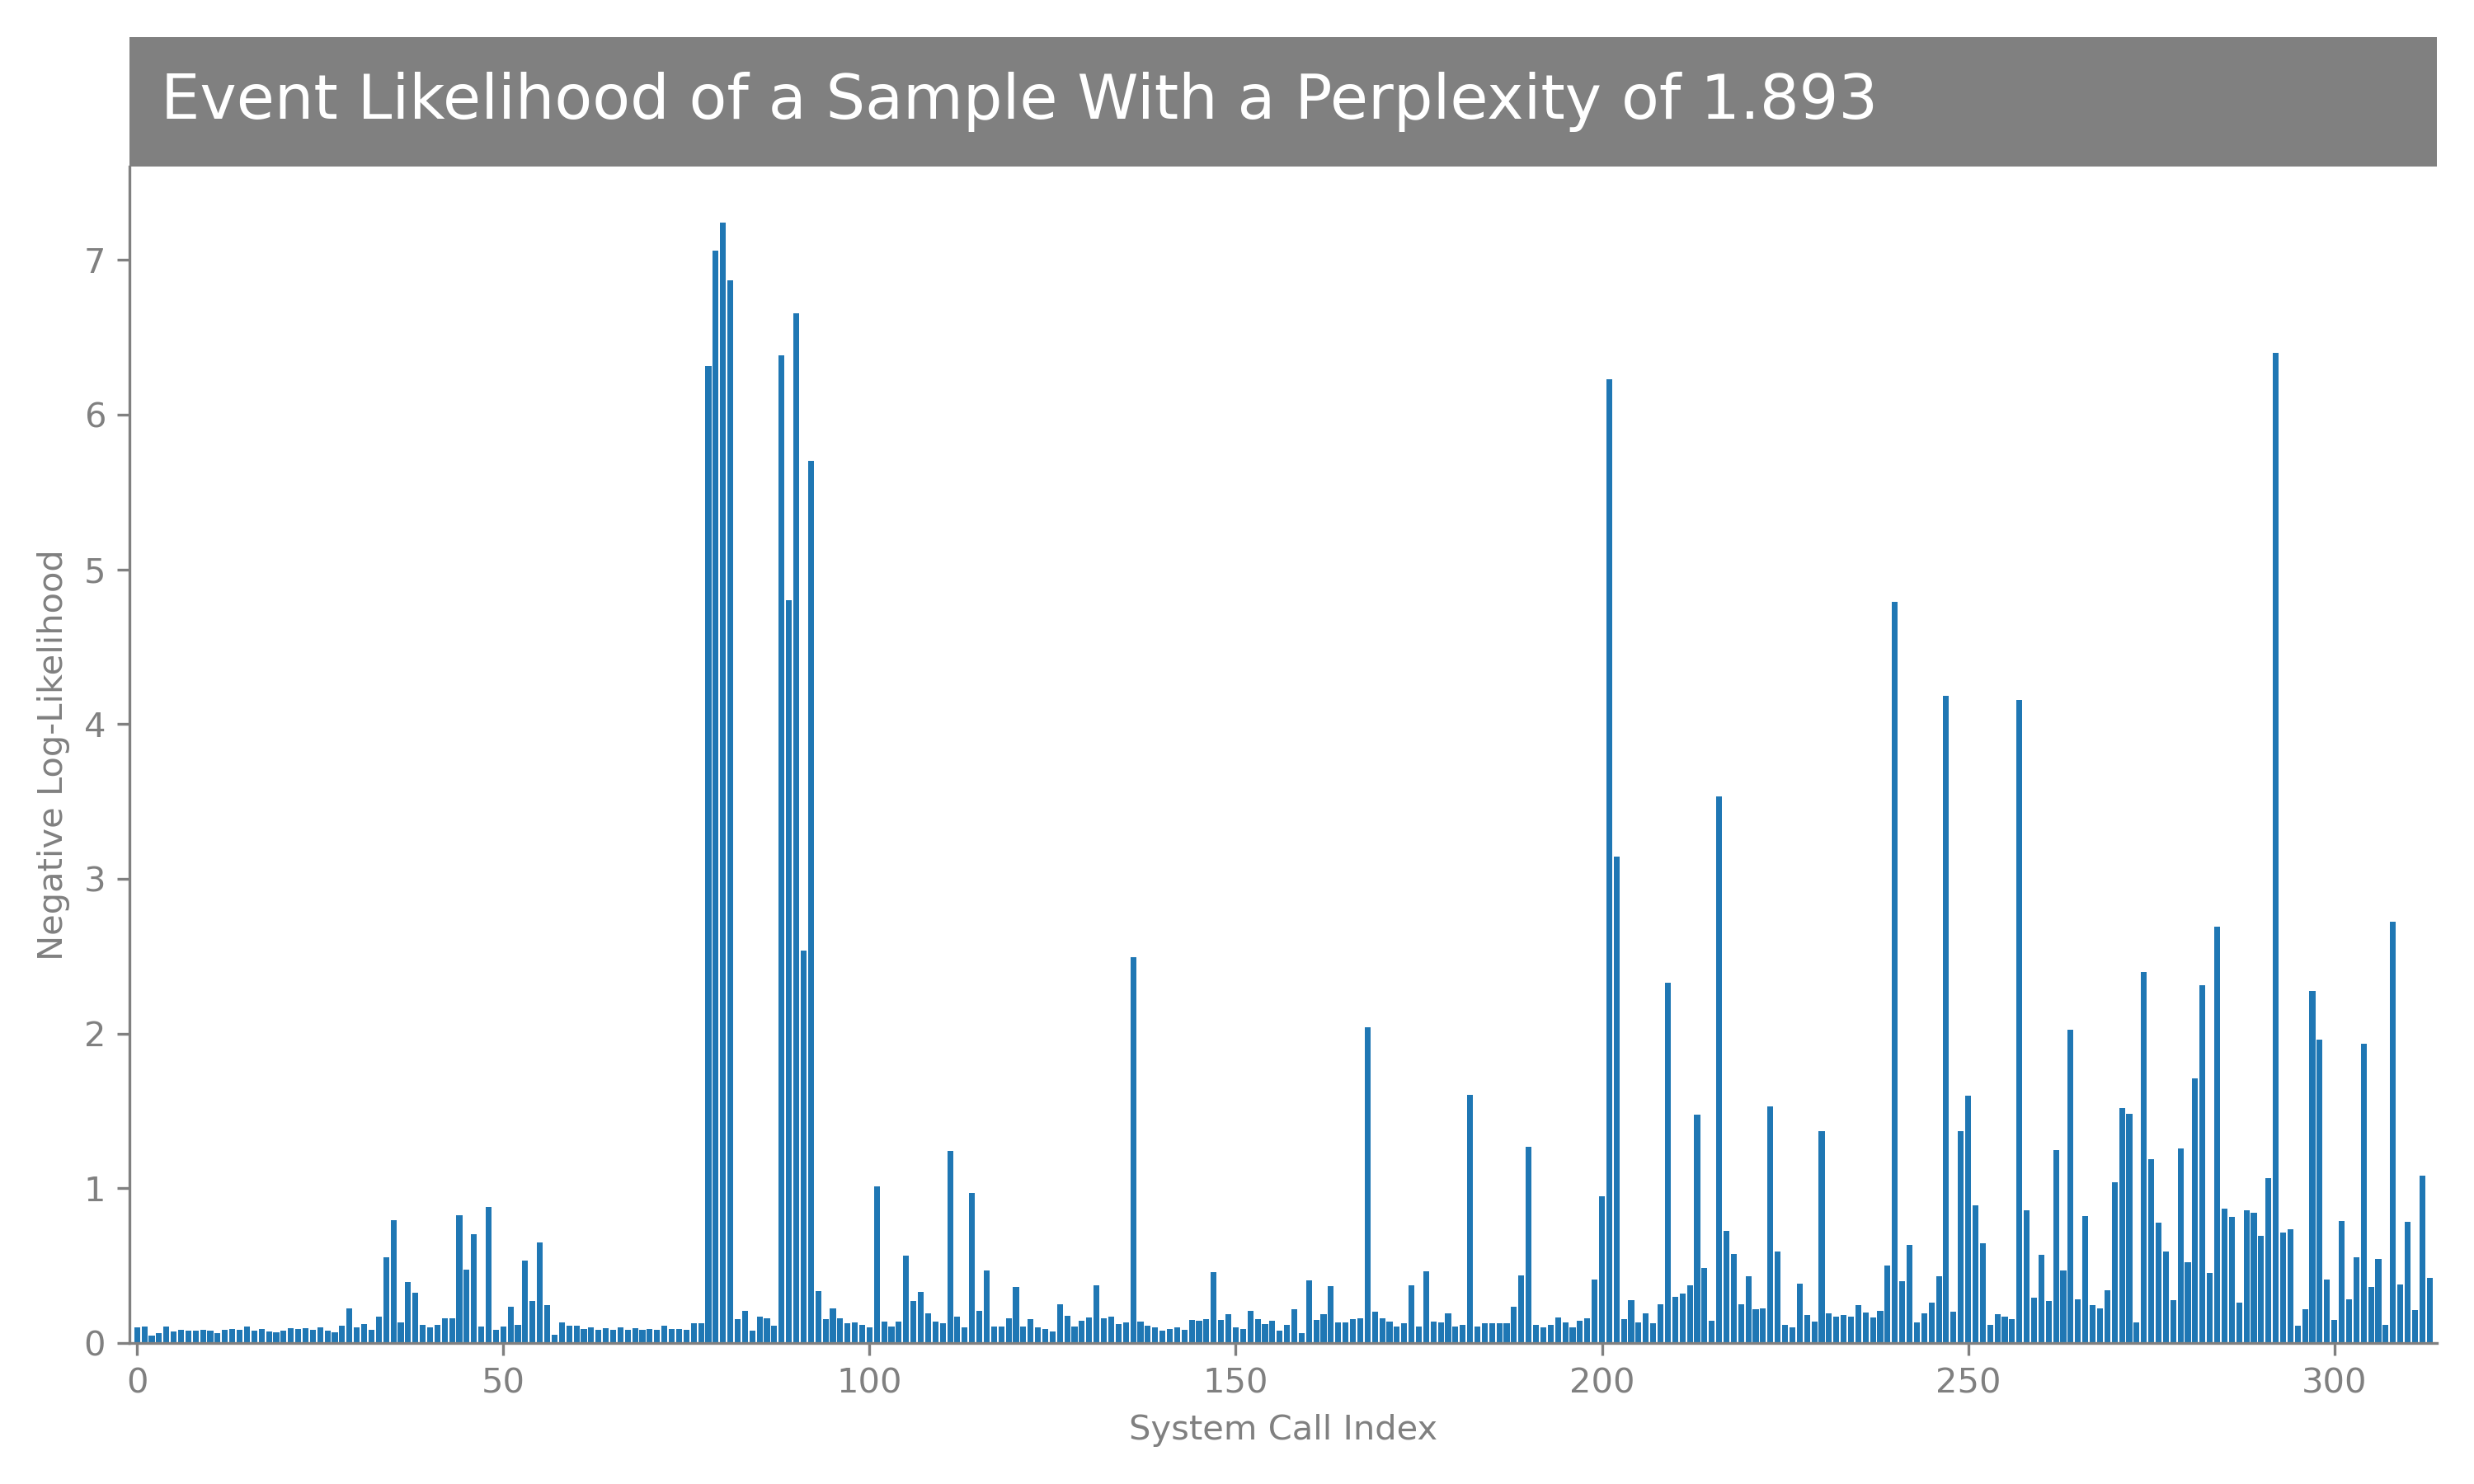 Event Likelihood of a Sample With a Perplexity of 1.893
7
6
5
4
3
2
1
0
Negative Log-Likelihood
0 50 100 150 200 250 300
System Call Index